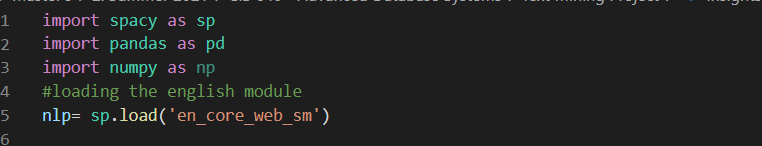 1 import spacy as sp
2 import pandas as pd
3 import numpy as np
4 #loading the english module
5 nlp= sp.load('en_core_web_sm')
6